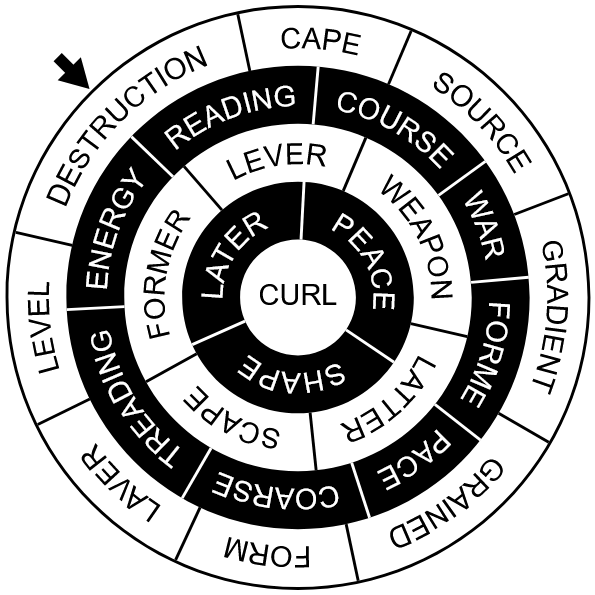 DESTRUCTION
CAPE
SOURCE
GRADIENT
GRAINED
FORM
LAVER
LEVEL
READING
COURSE
WAR
FORME
PACE
COARSE
TREADING
ENERGY
LEVER
WEAPON
LATTER
SCAPE
FORMER
LATER
PEACE
SHAPE
CURL